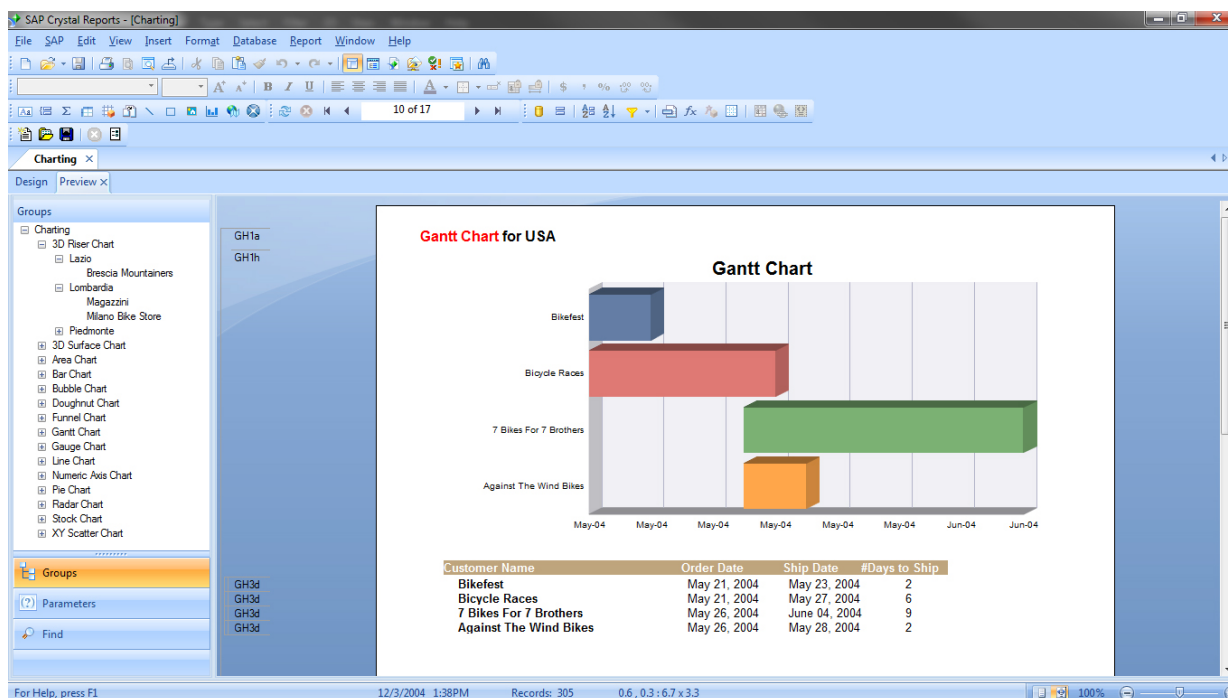 SAP Crystal Reports - [Charting]
File SAP Edit View Insert Format Database Report Window Help
10 of 17
Charting
Design Preview
Groups
Charting
3D Riser Chart
Lazio
Brescia Mountainers
Lombardia
Magazzini
Milano Bike Store
Piedmonte
3D Surface Chart
Area Chart
Bar Chart
Bubble Chart
Doughnut Chart
Funnel Chart
Gantt Chart
Gauge Chart
Line Chart
Numeric Axis Chart
Pie Chart
Radar Chart
Stock Chart
XY Scatter Chart
Groups
Parameters
Find
GH1a
GH1h
GH3d
GH3d
GH3d
GH3d
Gantt Chart for USA
Gantt Chart
Bikefest
Bicycle Races
7 Bikes For 7 Brothers
Against The Wind Bikes
May-04 May-04 May-04 May-04 May-04 May-04 Jun-04 Jun-04
Customer Name Order Date Ship Date #Days to Ship
Bikefest May 21, 2004 May 23, 2004 2
Bicycle Races May 21, 2004 May 27, 2004 6
7 Bikes For 7 Brothers May 26, 2004 June 04, 2004 9
Against The Wind Bikes May 26, 2004 May 28, 2004 2
For Help, press F1 12/3/2004 1:38PM Records: 305 0.6 , 0.3 : 6.7 x 3.3 100%